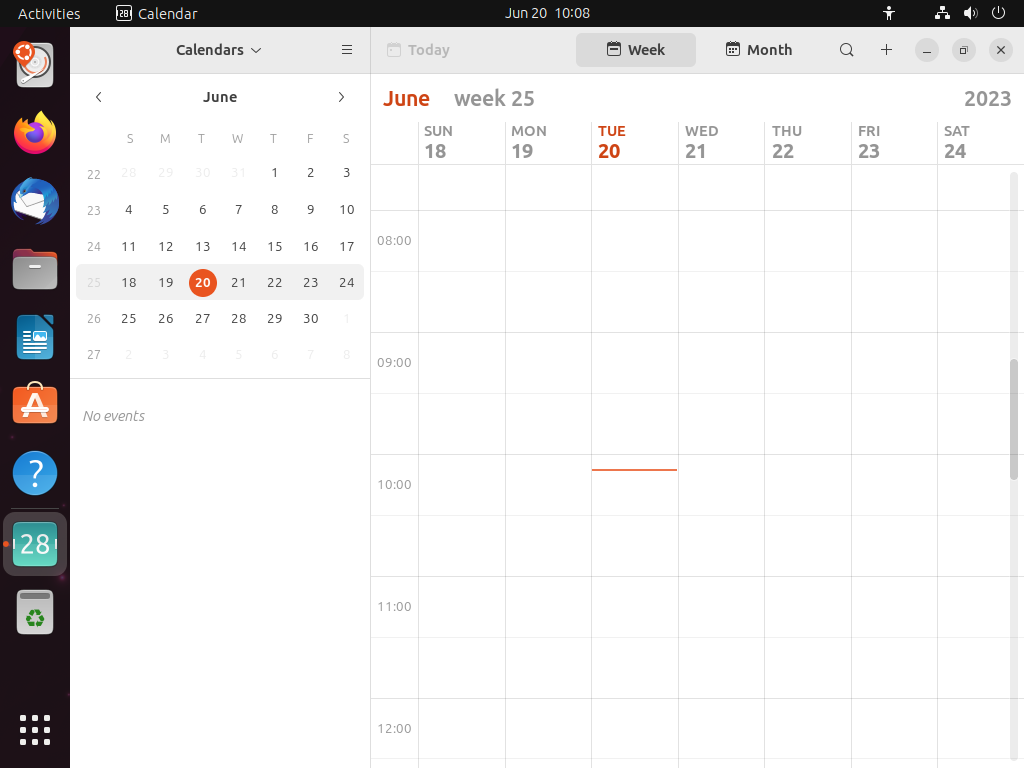 Activities Calendar Jun 20 10:08
Calendars Today Week Month
June
June week 25 2023
S M T W T F S
SUN MON TUE WED THU FRI SAT
18 19 20 21 22 23 24
22 28 29 30 31 1 2 3
23 4 5 6 7 8 9 10
24 11 12 13 14 15 16 17
25 18 19 20 21 22 23 24
26 25 26 27 28 29 30 1
27 2 3 4 5 6 7 8
No events
08:00
09:00
10:00
11:00
12:00
28
28